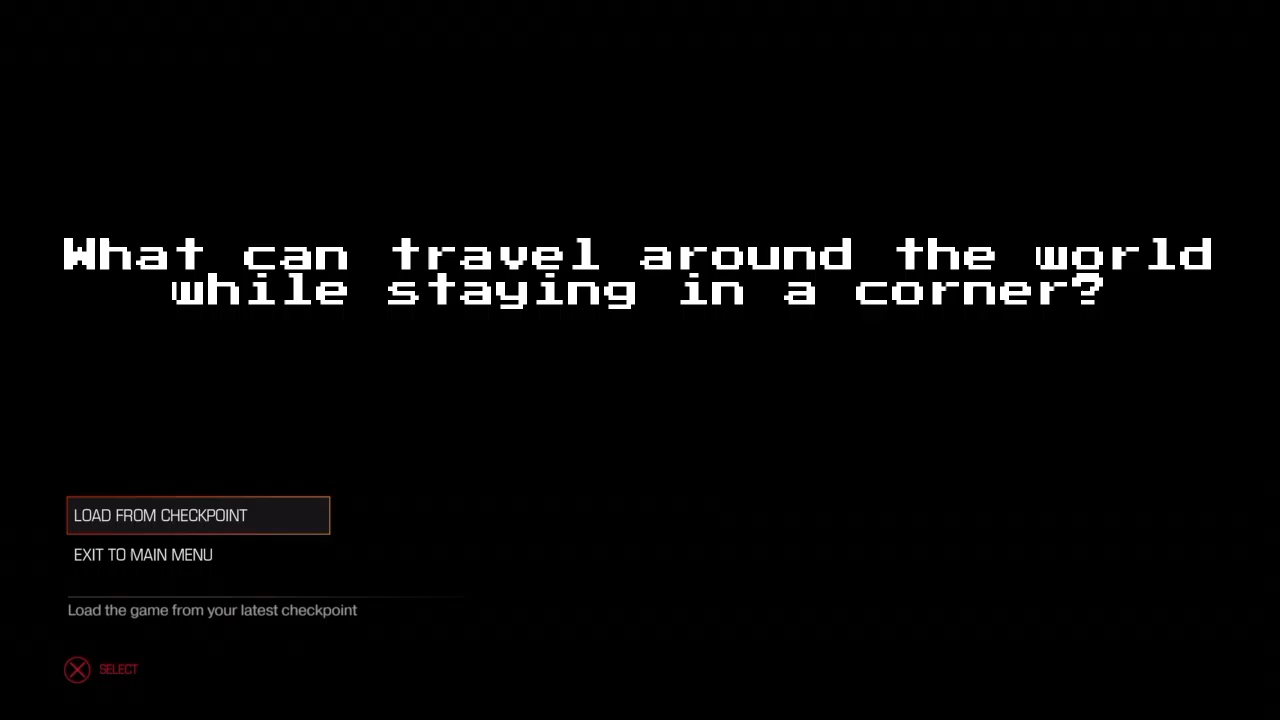 What can travel around the world
while staying in a corner?
LOAD FROM CHECKPOINT
EXIT TO MAIN MENU
Load the game from your latest checkpoint
SELECT